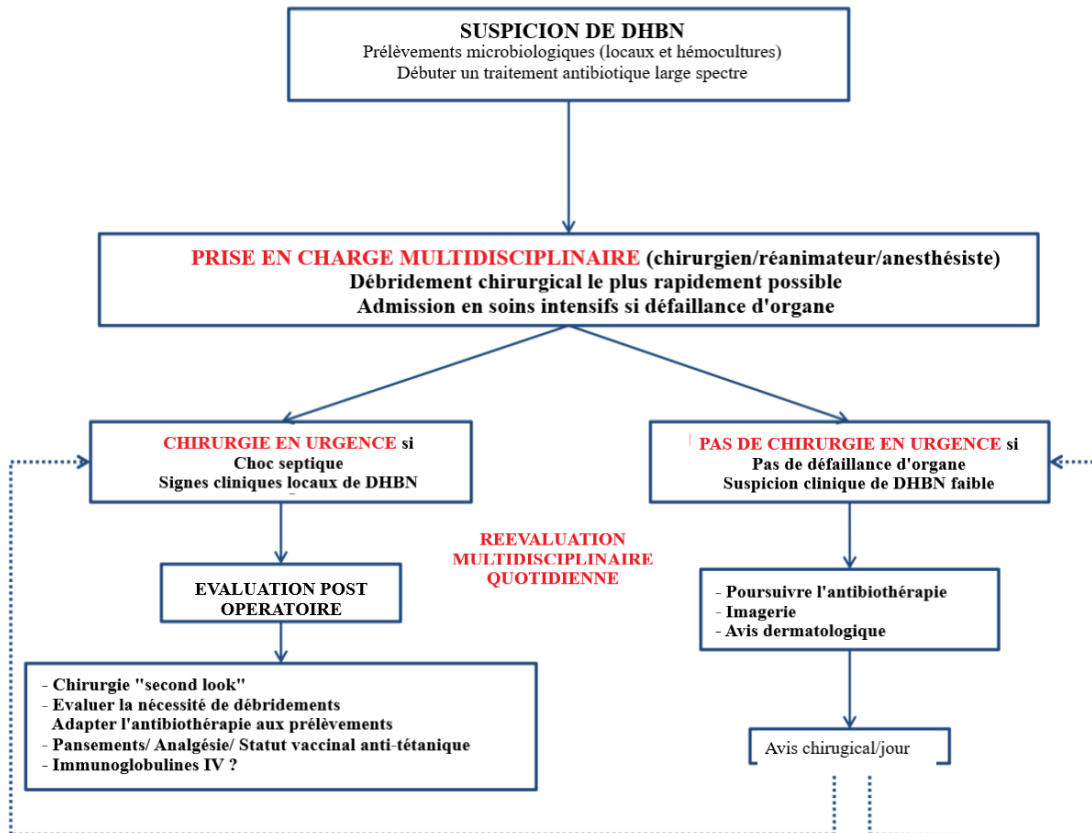 SUSPICION DE DHBN
Prélèvements microbiologiques (locaux et hémocultures)
Débuter un traitement antibiotique large spectre
PRISE EN CHARGE MULTIDISCIPLINAIRE (chirurgien/réanimateur/anesthésiste)
Débridement chirurgical le plus rapidement possible
Admission en soins intensifs si défaillance d'organe
CHIRURGIE EN URGENCE si
Choc septique
Signes cliniques locaux de DHBN
PAS DE CHIRURGIE EN URGENCE si
Pas de défaillance d'organe
Suspicion clinique de DHBN faible
REEVALUATION
MULTIDISCIPLINAIRE
QUOTIDIENNE
EVALUATION POST
OPERATOIRE
- Poursuivre l'antibiothérapie
- Imagerie
- Avis dermatologique
- Chirurgie "second look"
- Evaluer la nécessité de débridements
Adapter l'antibiothérapie aux prélèvements
- Pansements/ Analgésie/ Statut vaccinal anti-tétanique
- Immunoglobulines IV ?
Avis chirugical/jour